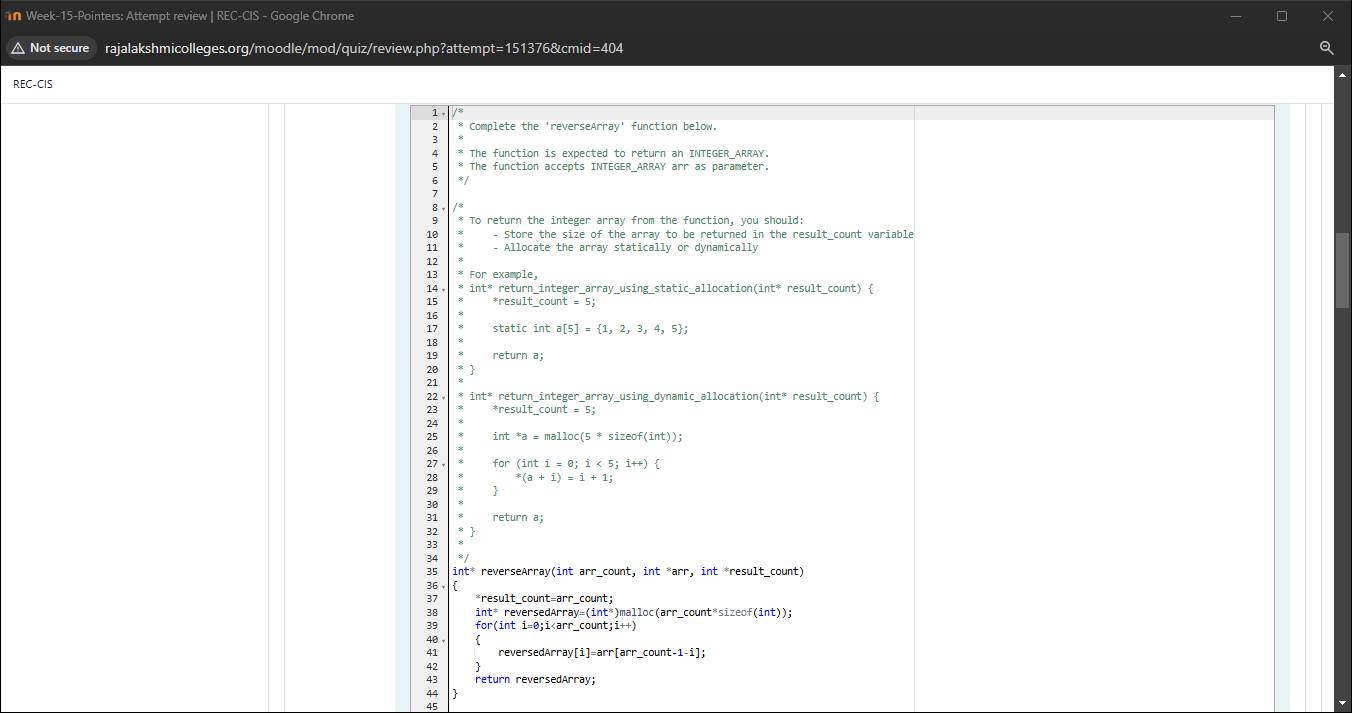 Week-15-Pointers: Attempt review | REC-CIS - Google Chrome
Not secure rajalakshmicolleges.org/moodle/mod/quiz/review.php?attempt=151376&cmid=404
REC-CIS
1 /*
2  * Complete the 'reverseArray' function below.
3  *
4  * The function is expected to return an INTEGER_ARRAY.
5  * The function accepts INTEGER_ARRAY arr as parameter.
6  */
7
8 /*
9  * To return the integer array from the function, you should:
10  *     - Store the size of the array to be returned in the result_count variable
11  *     - Allocate the array statically or dynamically
12  *
13  * For example,
14  * int* return_integer_array_using_static_allocation(int* result_count) {
15  *     *result_count = 5;
16  *
17  *     static int a[5] = {1, 2, 3, 4, 5};
18  *
19  *     return a;
20  * }
21  *
22  * int* return_integer_array_using_dynamic_allocation(int* result_count) {
23  *     *result_count = 5;
24  *
25  *     int *a = malloc(5 * sizeof(int));
26  *
27  *     for (int i = 0; i < 5; i++) {
28  *         *(a + i) = i + 1;
29  *     }
30  *
31  *     return a;
32  * }
33  *
34  */
35 int* reverseArray(int arr_count, int *arr, int *result_count)
36 {
37     *result_count=arr_count;
38     int* reversedArray=(int*)malloc(arr_count*sizeof(int));
39     for(int i=0;i<arr_count;i++)
40     {
41         reversedArray[i]=arr[arr_count-1-i];
42     }
43     return reversedArray;
44 }
45